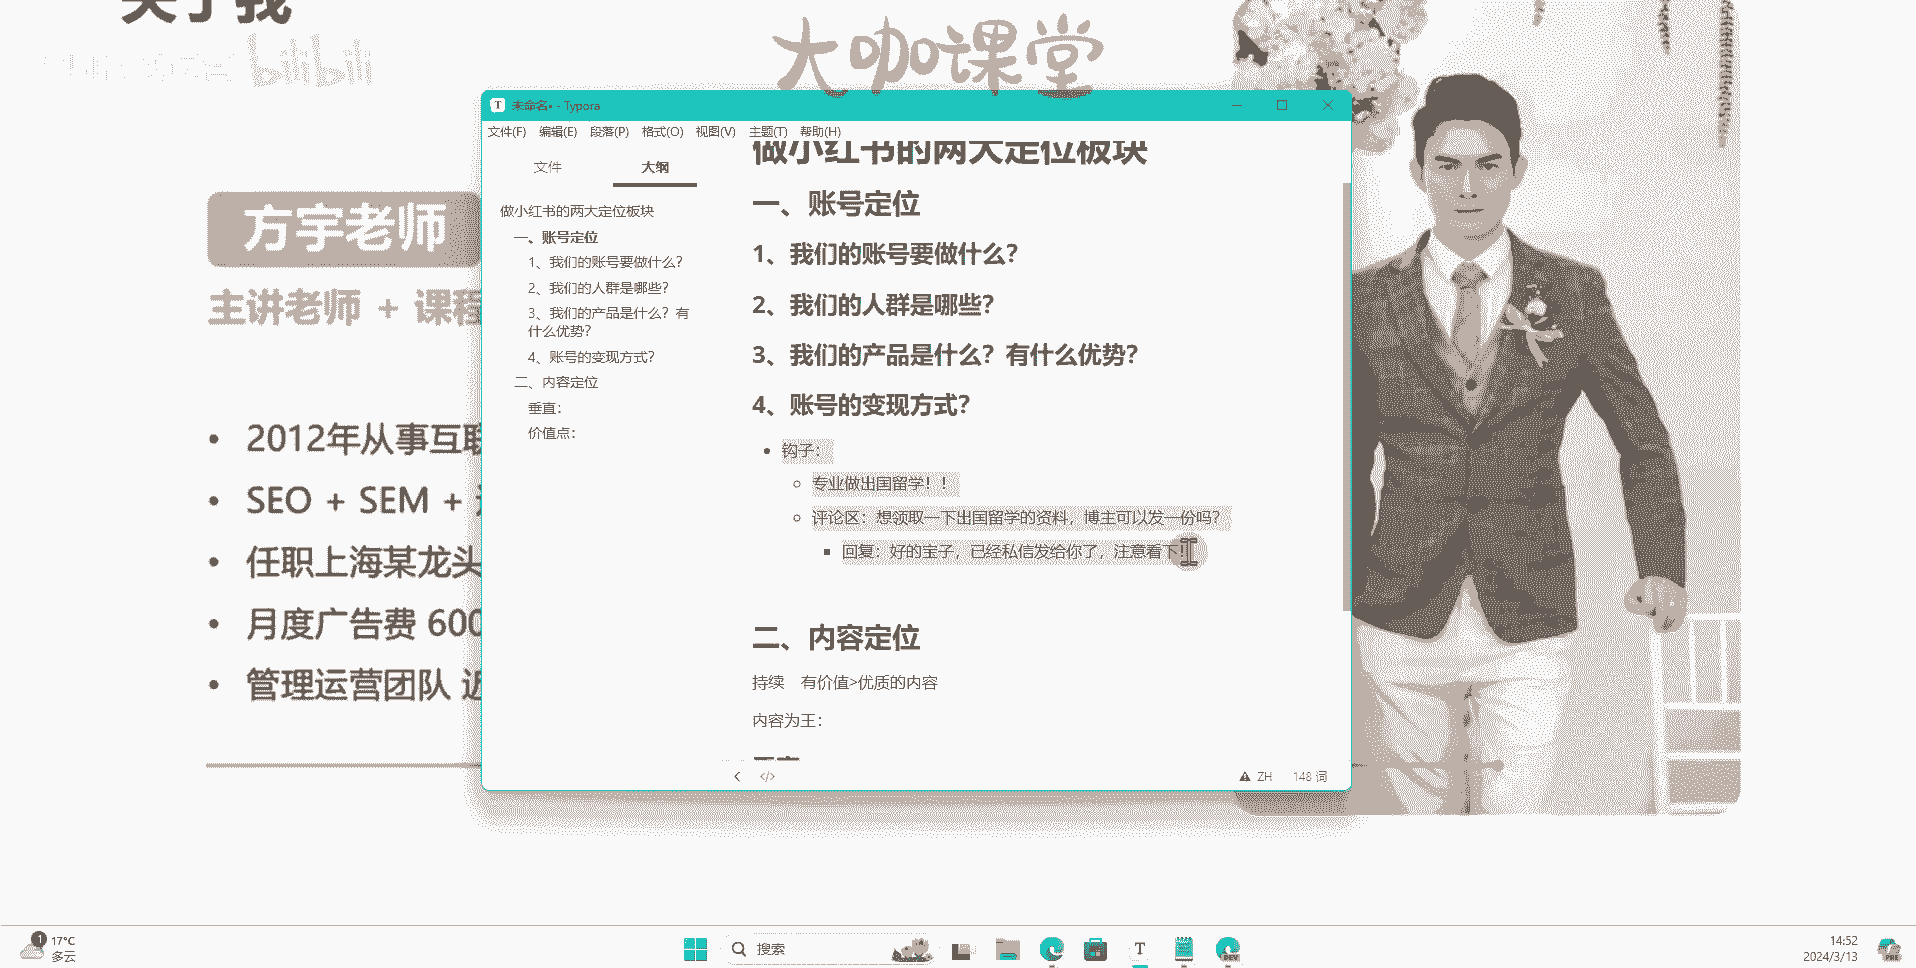 关于我
bilibili
大咖课堂
未命名• - Typora
文件(F) 编辑(E) 段落(P) 格式(O) 视图(V) 主题(T) 帮助(H)
文件 大纲
做小红书的两大定位板块
一、账号定位
1、我们的账号要做什么?
2、我们的人群是哪些?
3、我们的产品是什么?有
什么优势?
4、账号的变现方式?
二、内容定位
垂直:
价值点:
做小红书的两大定位板块
一、账号定位
1、我们的账号要做什么?
2、我们的人群是哪些?
3、我们的产品是什么?有什么优势?
4、账号的变现方式?
钩子:
专业做出国留学!!
评论区:想领取一下出国留学的资料,博主可以发一份吗?
回复:好的宝子,已经私信发给你了,注意看下!
二、内容定位
持续 有价值>优质的内容
内容为王:
</> ZH 148 词
方宇老师
主讲老师 + 课程
• 2012年从事互联
• SEO + SEM +
• 任职上海某龙头
• 月度广告费 600
• 管理运营团队 近
1 17°C
多云
搜索
T
DEV
14:52
2024/3/13
PRE